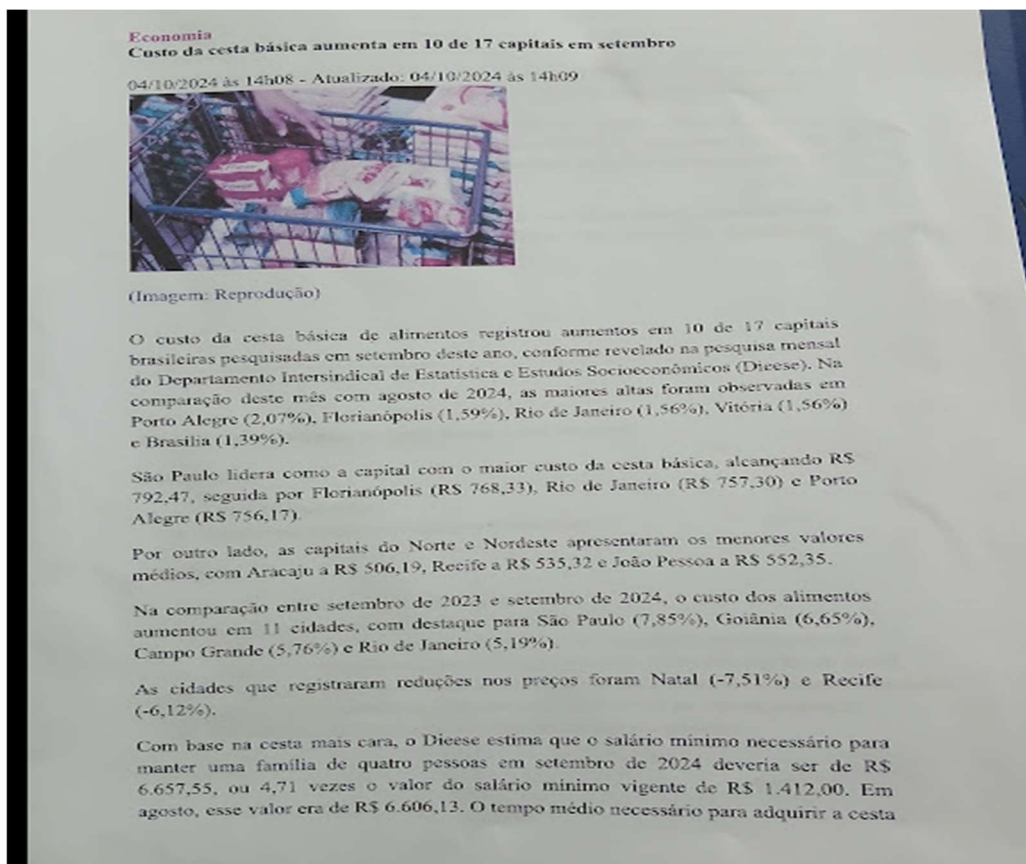 Economia
Custo da cesta básica aumenta em 10 de 17 capitais em setembro
04/10/2024 às 14h08 - Atualizado: 04/10/2024 às 14h09
(Imagem: Reprodução)
O custo da cesta básica de alimentos registrou aumentos em 10 de 17 capitais
brasileiras pesquisadas em setembro deste ano, conforme revelado na pesquisa mensal
do Departamento Intersindical de Estatística e Estudos Socioeconômicos (Dieese). Na
comparação deste mês com agosto de 2024, as maiores altas foram observadas em
Porto Alegre (2,07%), Florianópolis (1,59%), Rio de Janeiro (1,56%), Vitória (1,56%)
e Brasília (1,39%).
São Paulo lidera como a capital com o maior custo da cesta básica, alcançando R$
792,47, seguida por Florianópolis (R$ 768,33), Rio de Janeiro (R$ 757,30) e Porto
Alegre (R$ 756,17).
Por outro lado, as capitais do Norte e Nordeste apresentaram os menores valores
médios, com Aracaju a R$ 506,19, Recife a R$ 535,32 e João Pessoa a R$ 552,35.
Na comparação entre setembro de 2023 e setembro de 2024, o custo dos alimentos
aumentou em 11 cidades, com destaque para São Paulo (7,85%), Goiânia (6,65%),
Campo Grande (5,76%) e Rio de Janeiro (5,19%).
As cidades que registraram reduções nos preços foram Natal (-7,51%) e Recife
(-6,12%).
Com base na cesta mais cara, o Dieese estima que o salário mínimo necessário para
manter uma família de quatro pessoas em setembro de 2024 deveria ser de R$
6.657,55, ou 4,71 vezes o valor do salário mínimo vigente de R$ 1.412,00. Em
agosto, esse valor era de R$ 6.606,13. O tempo médio necessário para adquirir a cesta